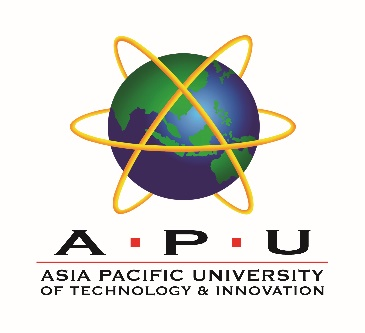 A · P · U
ASIA PACIFIC UNIVERSITY
OF TECHNOLOGY & INNOVATION